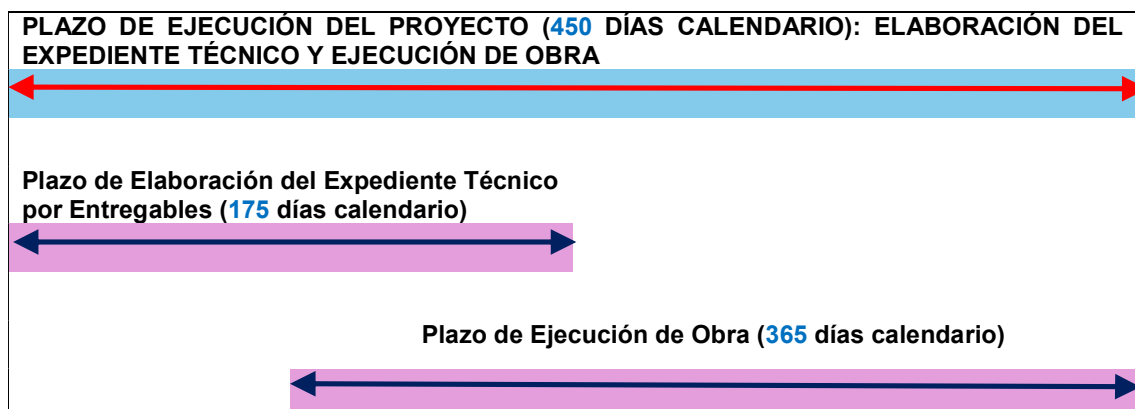 PLAZO DE EJECUCIÓN DEL PROYECTO (450 DÍAS CALENDARIO): ELABORACIÓN DEL
EXPEDIENTE TÉCNICO Y EJECUCIÓN DE OBRA
Plazo de Elaboración del Expediente Técnico
por Entregables (175 días calendario)
Plazo de Ejecución de Obra (365 días calendario)